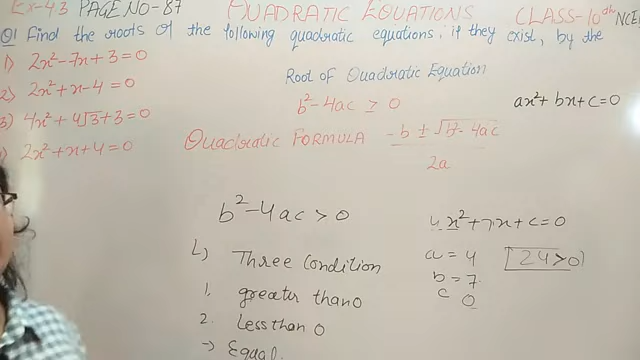 Ex-43 PAGE NO-87 QUADRATIC EQUATIONS CLASS-10th NCE
Q1 Find the roots of the following quadratic equations, if they exist, by the
1) 2x²-7x+3=0
2) 2x²+x-4=0
3) 4x²+4√3+3=0
2x²+x+4=0
Root of Quadratic Equation
b²-4ac ≥ 0
ax²+bx+c=0
Quadratic FORMULA -b ± √b²-4ac
2a
b²-4ac>0
Three Condition
1. greater than 0
2. Less than 0
→ Equal
4x²+7x+c=0
a=4
b=7
c 0
24>0